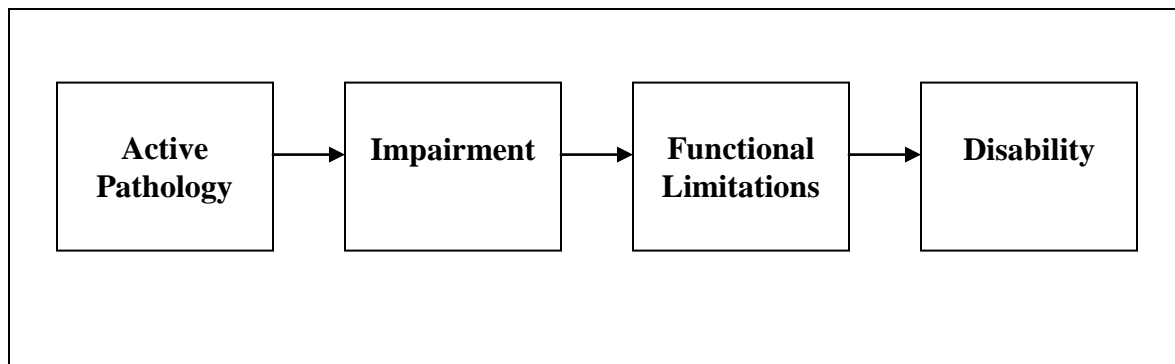 Active
Pathology
Impairment
Functional
Limitations
Disability